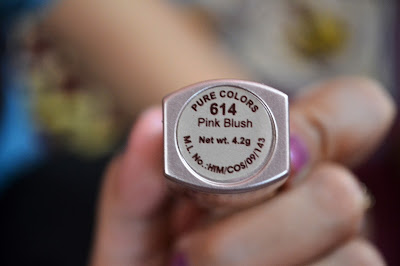 PURE COLORS
614
Pink Blush
Net wt. 4.2g
M.L. No.:HIM/COS/09/143